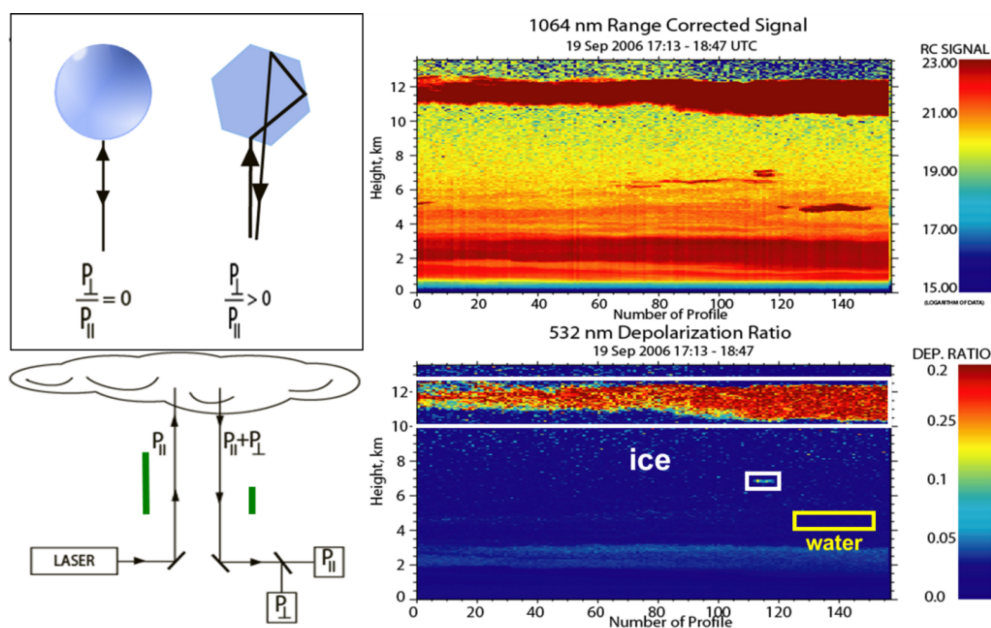 P⊥
P||
= 0
P⊥
P||
> 0
P||
P||+P⊥
LASER
P||
P⊥
1064 nm Range Corrected Signal
19 Sep 2006 17:13 - 18:47 UTC
RC SIGNAL
23.00
21.00
19.00
17.00
15.00
(LOGARITHM OF DATA)
Height, km
12
10
8
6
4
2
0
0 20 40 60 80 100 120 140
Number of Profile
532 nm Depolarization Ratio
19 Sep 2006 17:13 - 18:47
DEP. RATIO
0.2
0.25
0.1
0.05
0.0
Height, km
12
10
8
6
4
2
0
ice
water
0 20 40 60 80 100 120 140
Number of Profile